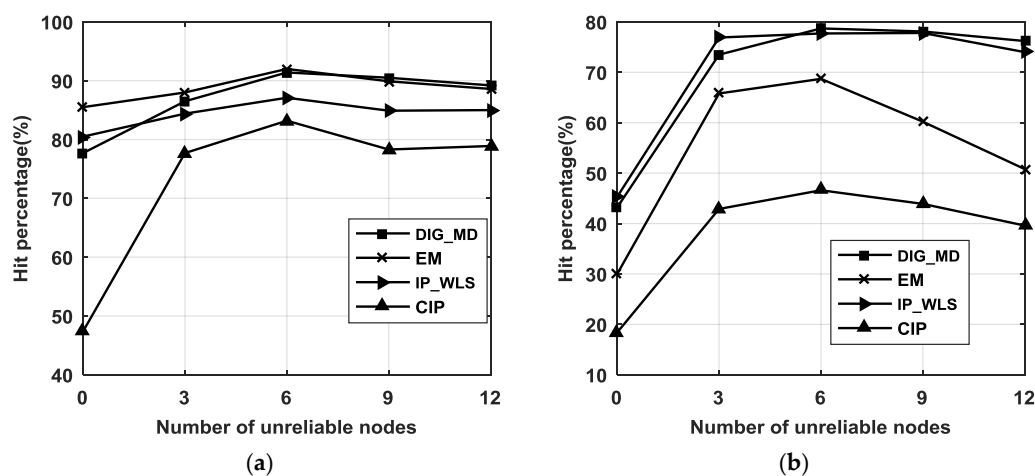 100
90
80
70
60
50
40
0 3 6 9 12
Hit percentage(%)
Number of unreliable nodes
DIG_MD
EM
IP_WLS
CIP
(a)
80
70
60
50
40
30
20
10
0 3 6 9 12
Hit percentage(%)
Number of unreliable nodes
DIG_MD
EM
IP_WLS
CIP
(b)